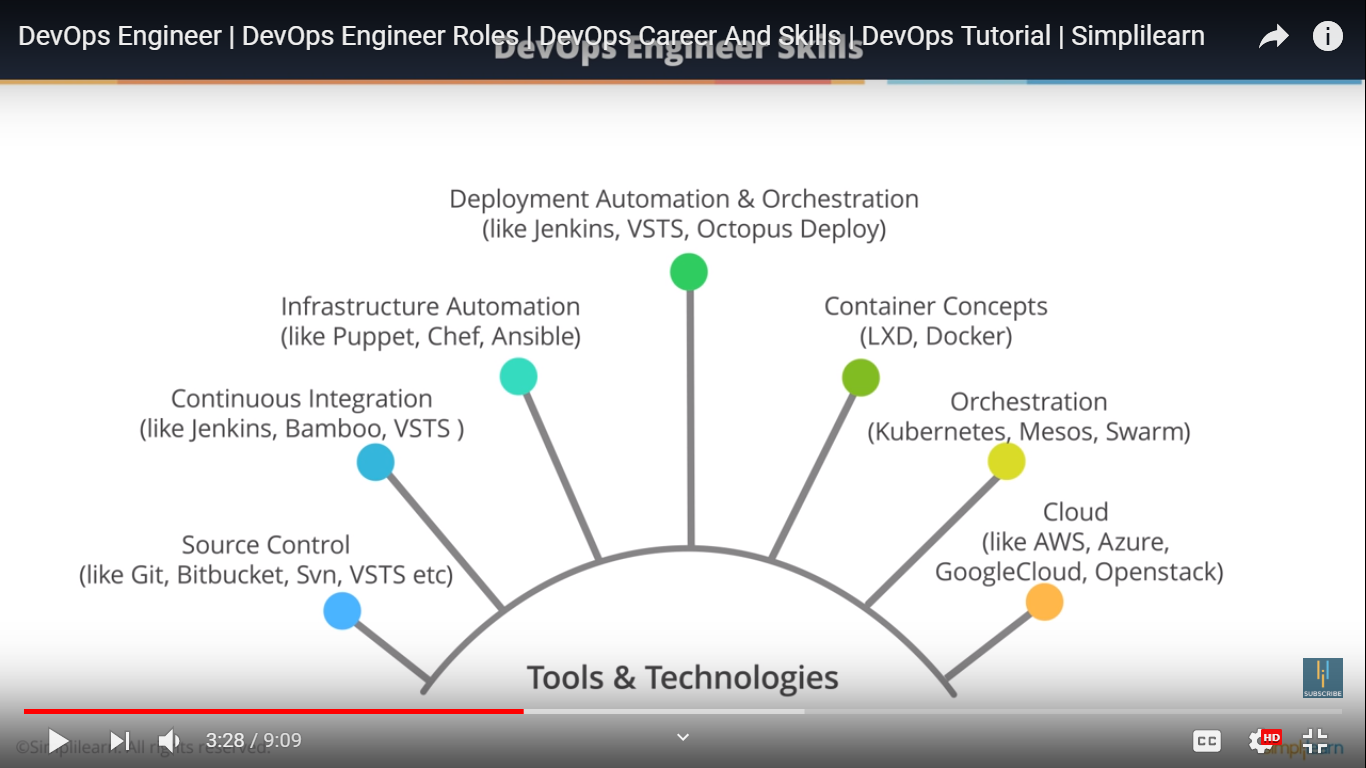 DevOps Engineer | DevOps Engineer Roles | DevOps Career And Skills | DevOps Tutorial | Simplilearn
DevOps Engineer Skills
Deployment Automation & Orchestration
(like Jenkins, VSTS, Octopus Deploy)
Infrastructure Automation
(like Puppet, Chef, Ansible)
Container Concepts
(LXD, Docker)
Continuous Integration
(like Jenkins, Bamboo, VSTS )
Orchestration
(Kubernetes, Mesos, Swarm)
Source Control
(like Git, Bitbucket, Svn, VSTS etc)
Cloud
(like AWS, Azure,
GoogleCloud, Openstack)
Tools & Technologies
SUBSCRIBE
©Simplilearn. All rights reserved.
3:28 / 9:09
CC
HD
simplilearn